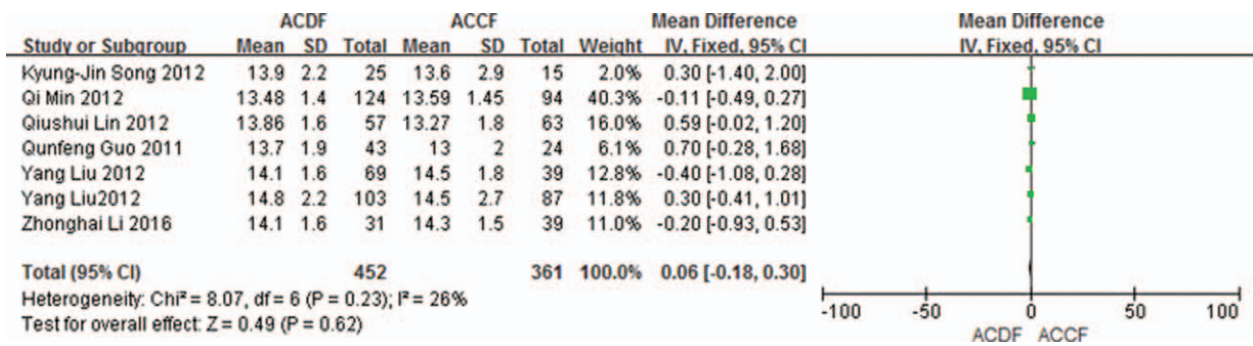 ACDF ACCF Mean Difference Mean Difference
Study or Subgroup Mean SD Total Mean SD Total Weight IV, Fixed, 95% CI IV, Fixed, 95% CI
Kyung-Jin Song 2012 13.9 2.2 25 13.6 2.9 15 2.0% 0.30 [-1.40, 2.00]
Qi Min 2012 13.48 1.4 124 13.59 1.45 94 40.3% -0.11 [-0.49, 0.27]
Qiushui Lin 2012 13.86 1.6 57 13.27 1.8 63 16.0% 0.59 [-0.02, 1.20]
Qunfeng Guo 2011 13.7 1.9 43 13 2 24 6.1% 0.70 [-0.28, 1.68]
Yang Liu 2012 14.1 1.6 69 14.5 1.8 39 12.8% -0.40 [-1.08, 0.28]
Yang Liu2012 14.8 2.2 103 14.5 2.7 87 11.8% 0.30 [-0.41, 1.01]
Zhonghai Li 2016 14.1 1.6 31 14.3 1.5 39 11.0% -0.20 [-0.93, 0.53]
Total (95% CI) 452 361 100.0% 0.06 [-0.18, 0.30]
Heterogeneity: Chi² = 8.07, df = 6 (P = 0.23); I² = 26%
Test for overall effect: Z = 0.49 (P = 0.62)
-100 -50 0 50 100
ACDF ACCF